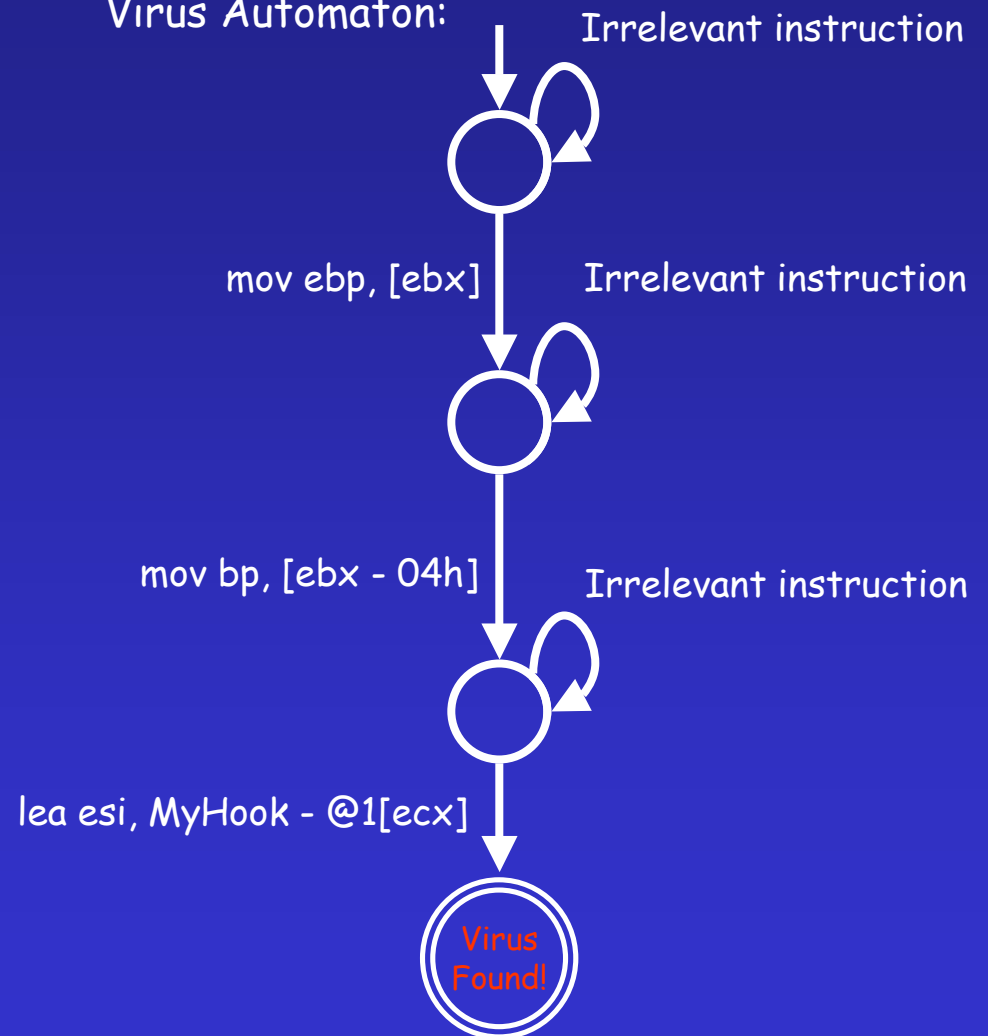 Virus Automaton:
Irrelevant instruction
mov ebp, [ebx]
Irrelevant instruction
mov bp, [ebx - 04h]
Irrelevant instruction
lea esi, MyHook - @1[ecx]
Virus
Found!